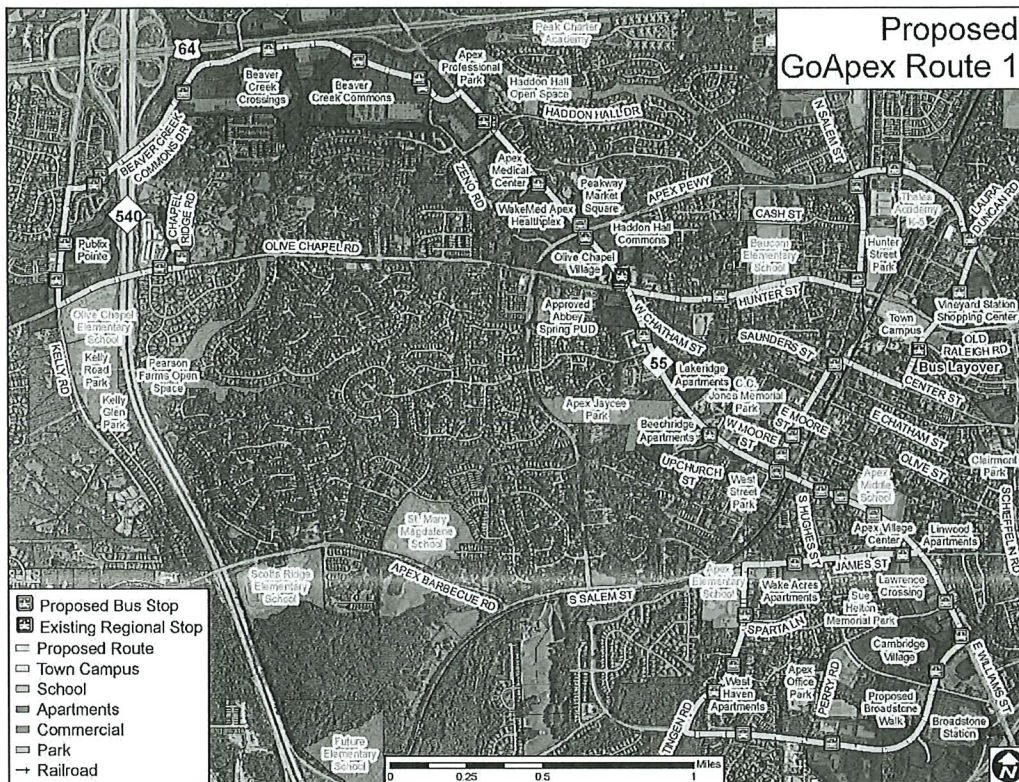 Proposed
GoApex Route 1
64
Peak Charter
Academy
Apex
Professional
Park
Haddon Hall
Open Space
Beaver
Creek
Crossings
Beaver
Creek Commons
HADDON HALL DR
N SALEM ST
BEAVER CREEK
COMMONS DR
ZENO RD
Apex
Medical
Center
APEX PEWY
LAURA
DUNCAN RD
Thales
Academy
K-5
540
CHAPEL
RIDGE RD
WakeMed Apex
Healthplex
Peakway
Market
Square
CASH ST
Publix
Pointe
OLIVE CHAPEL RD
Haddon Hall
Commons
Baucom
Elementary
School
Hunter
Street
Park
Olive Chapel
Village
HUNTER ST
Vineyard Station
Shopping Center
Olive Chapel
Elementary
School
Approved
Abbey
Spring PUD
W CHATHAM ST
SAUNDERS ST
Town
Campus
OLD
RALEIGH RD
Bus Layover
KELLY RD
Kelly
Road
Park
Pearson
Farms Open
Space
55
Lakeridge
Apartments
CENTER ST
Kelly
Glen
Park
Apex Jaycee
Park
C.C.
Jones Memorial
Park
E MOORE
ST
E CHATHAM ST
Beechridge
Apartments
W MOORE
ST
OLIVE ST
Clairmont
Park
UPCHURCH
ST
West
Street
Park
Apex
Middle
School
SCHIEFFELIN RD
St. Mary
Magdalene
School
S HUGHES ST
Apex Village
Center
Linwood
Apartments
Scotts Ridge
Elementary
School
APEX BARBECUE RD
Apex
Elementary
School
JAMES ST
S SALEM ST
Wake Acres
Apartments
Sue
Helton
Memorial Park
Lawrence
Crossing
SPARTA LN
Cambridge
Village
E WILLIAMS ST
West
Haven
Apartments
Apex
Office
Park
PERRY RD
Proposed
Broadstone
Walk
Broadstone
Station
TINGEN RD
Future
Elementary
School
Proposed Bus Stop
Existing Regional Stop
Proposed Route
Town Campus
School
Apartments
Commercial
Park
Railroad
Miles
0 0.25 0.5 1
N